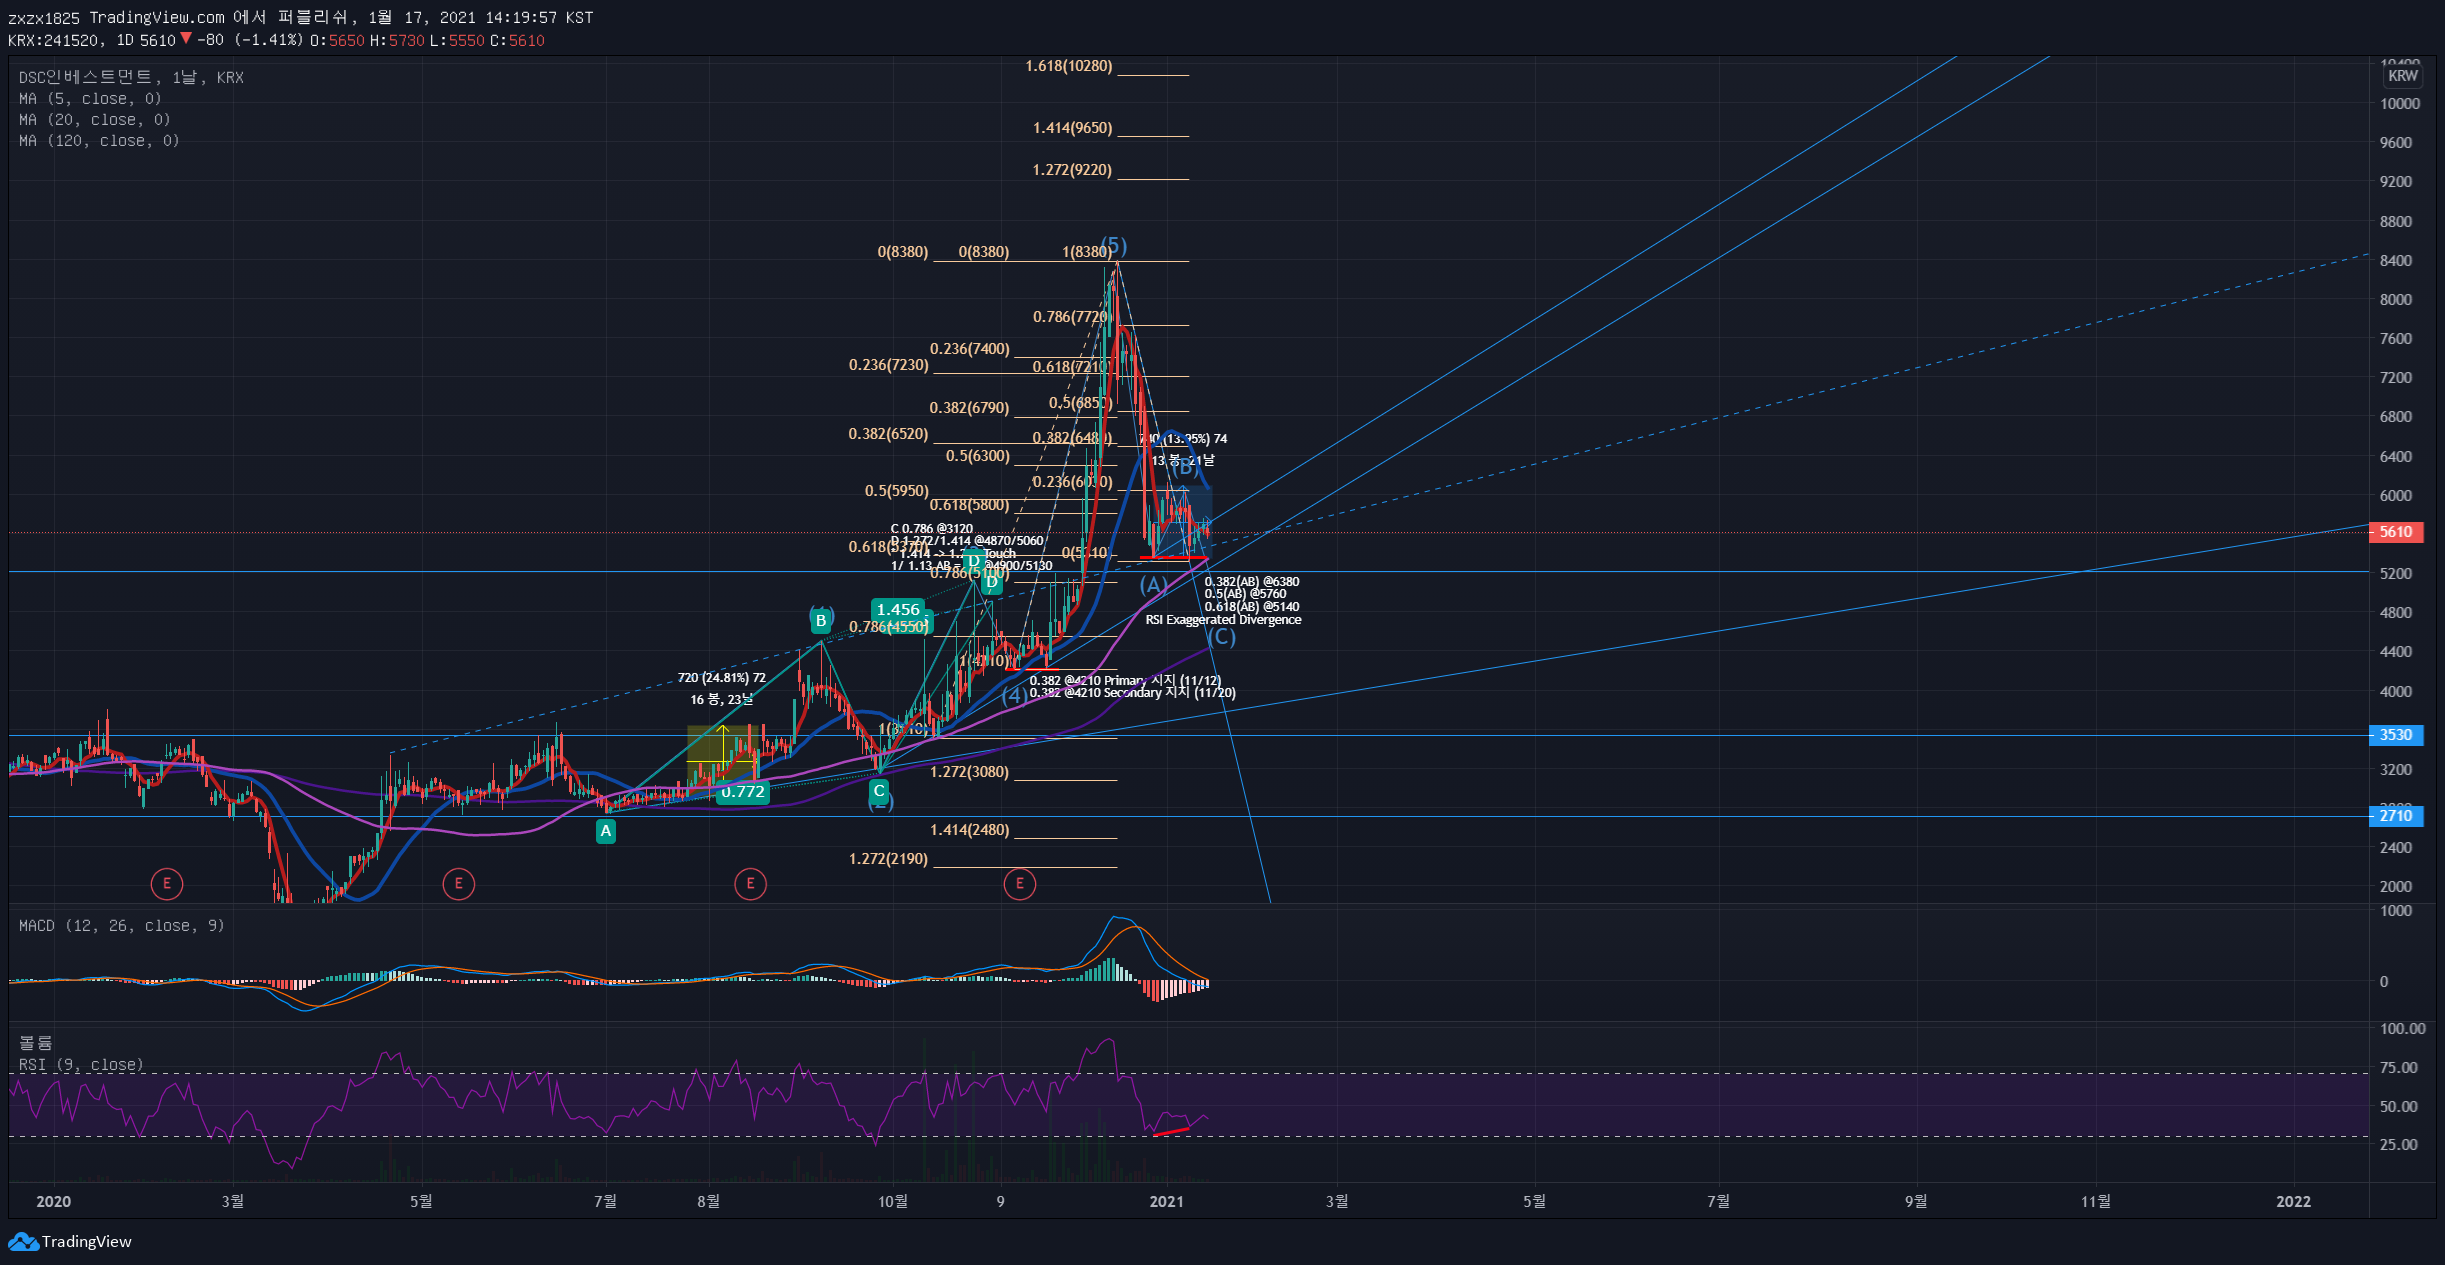 zxzx1825 TradingView.com 에서 퍼블리쉬, 1월 17, 2021 14:19:57 KST
KRX:241520, 1D 5610 ▼ −80 (−1.41%) O:5650 H:5730 L:5550 C:5610
DSC인베스트먼트, 1날, KRX
MA (5, close, 0)
MA (20, close, 0)
MA (120, close, 0)
1.618(10280)
1.414(9650)
1.272(9220)
(5)
0(8380) 0(8380) 1(8380)
0.786(7720)
0.236(7400)
0.236(7230)
0.618(7210)
0.382(6790)
0.5(6850)
0.382(6520)
0.382(6480)
(13.95%) 74
0.5(6300)
13 봉, 21날
(B)
0.5(5950)
0.618(5800)
C 0.786 @3120
D 1.272/1.414 @4870/5060
1.414 ->
Touch
1/ 1.13 AB =
@4900/5130
0.618(5370)
0(5310)
0.786(5100)
D
D
1.456
B
0.786(4550)
(A)
0.382(AB) @6380
0.5(AB) @5760
0.618(AB) @5140
RSI Exaggerated Divergence
(C)
720 (24.81%) 72
16 봉, 23날
(4)
0.382 @4210 Primary 지지 (11/12)
0.382 @4210 Secondary 지지 (11/20)
1.272(3080)
0.772
C
(2)
A
1.414(2480)
1.272(2190)
E E E E
KRW
10000
9600
9200
8800
8400
8000
7600
7200
6800
6400
6000
5610
5200
4800
4400
4000
3530
3200
2710
2400
2000
MACD (12, 26, close, 9)
1000
0
볼륨
RSI (9, close)
100.00
75.00
50.00
25.00
2020 3월 5월 7월 8월 10월 9 2021 3월 5월 7월 9월 11월 2022
TradingView